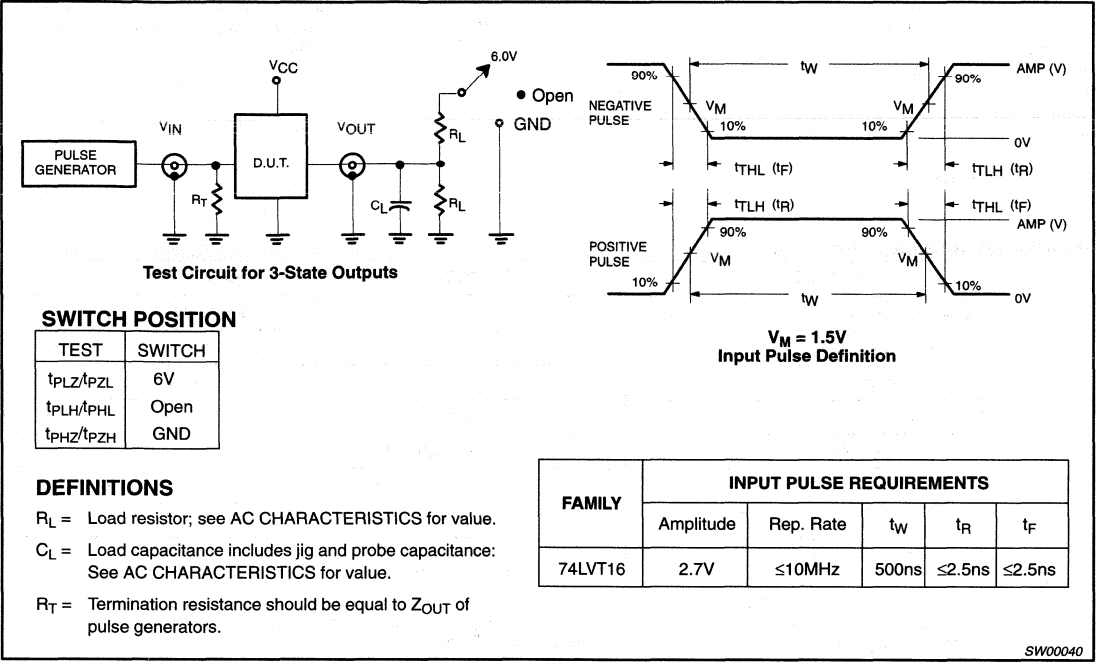 VCC
6.0V
Open
GND
VIN
VOUT
RL
PULSE
GENERATOR
D.U.T.
RT
CL
RL
Test Circuit for 3-State Outputs
90%
tW
90%
AMP (V)
NEGATIVE
PULSE
VM
VM
10%
10%
0V
tTHL (tF)
tTLH (tR)
tTLH (tR)
tTHL (tF)
AMP (V)
90%
90%
POSITIVE
PULSE
VM
VM
10%
10%
tW
0V
VM = 1.5V
Input Pulse Definition
SWITCH POSITION
TEST SWITCH
tPLZ/tPZL 6V
tPLH/tPHL Open
tPHZ/tPZH GND
DEFINITIONS
RL = Load resistor; see AC CHARACTERISTICS for value.
CL = Load capacitance includes jig and probe capacitance:
See AC CHARACTERISTICS for value.
RT = Termination resistance should be equal to ZOUT of
pulse generators.
FAMILY
INPUT PULSE REQUIREMENTS
Amplitude Rep. Rate tW tR tF
74LVT16 2.7V ≤10MHz 500ns ≤2.5ns ≤2.5ns
SW00040